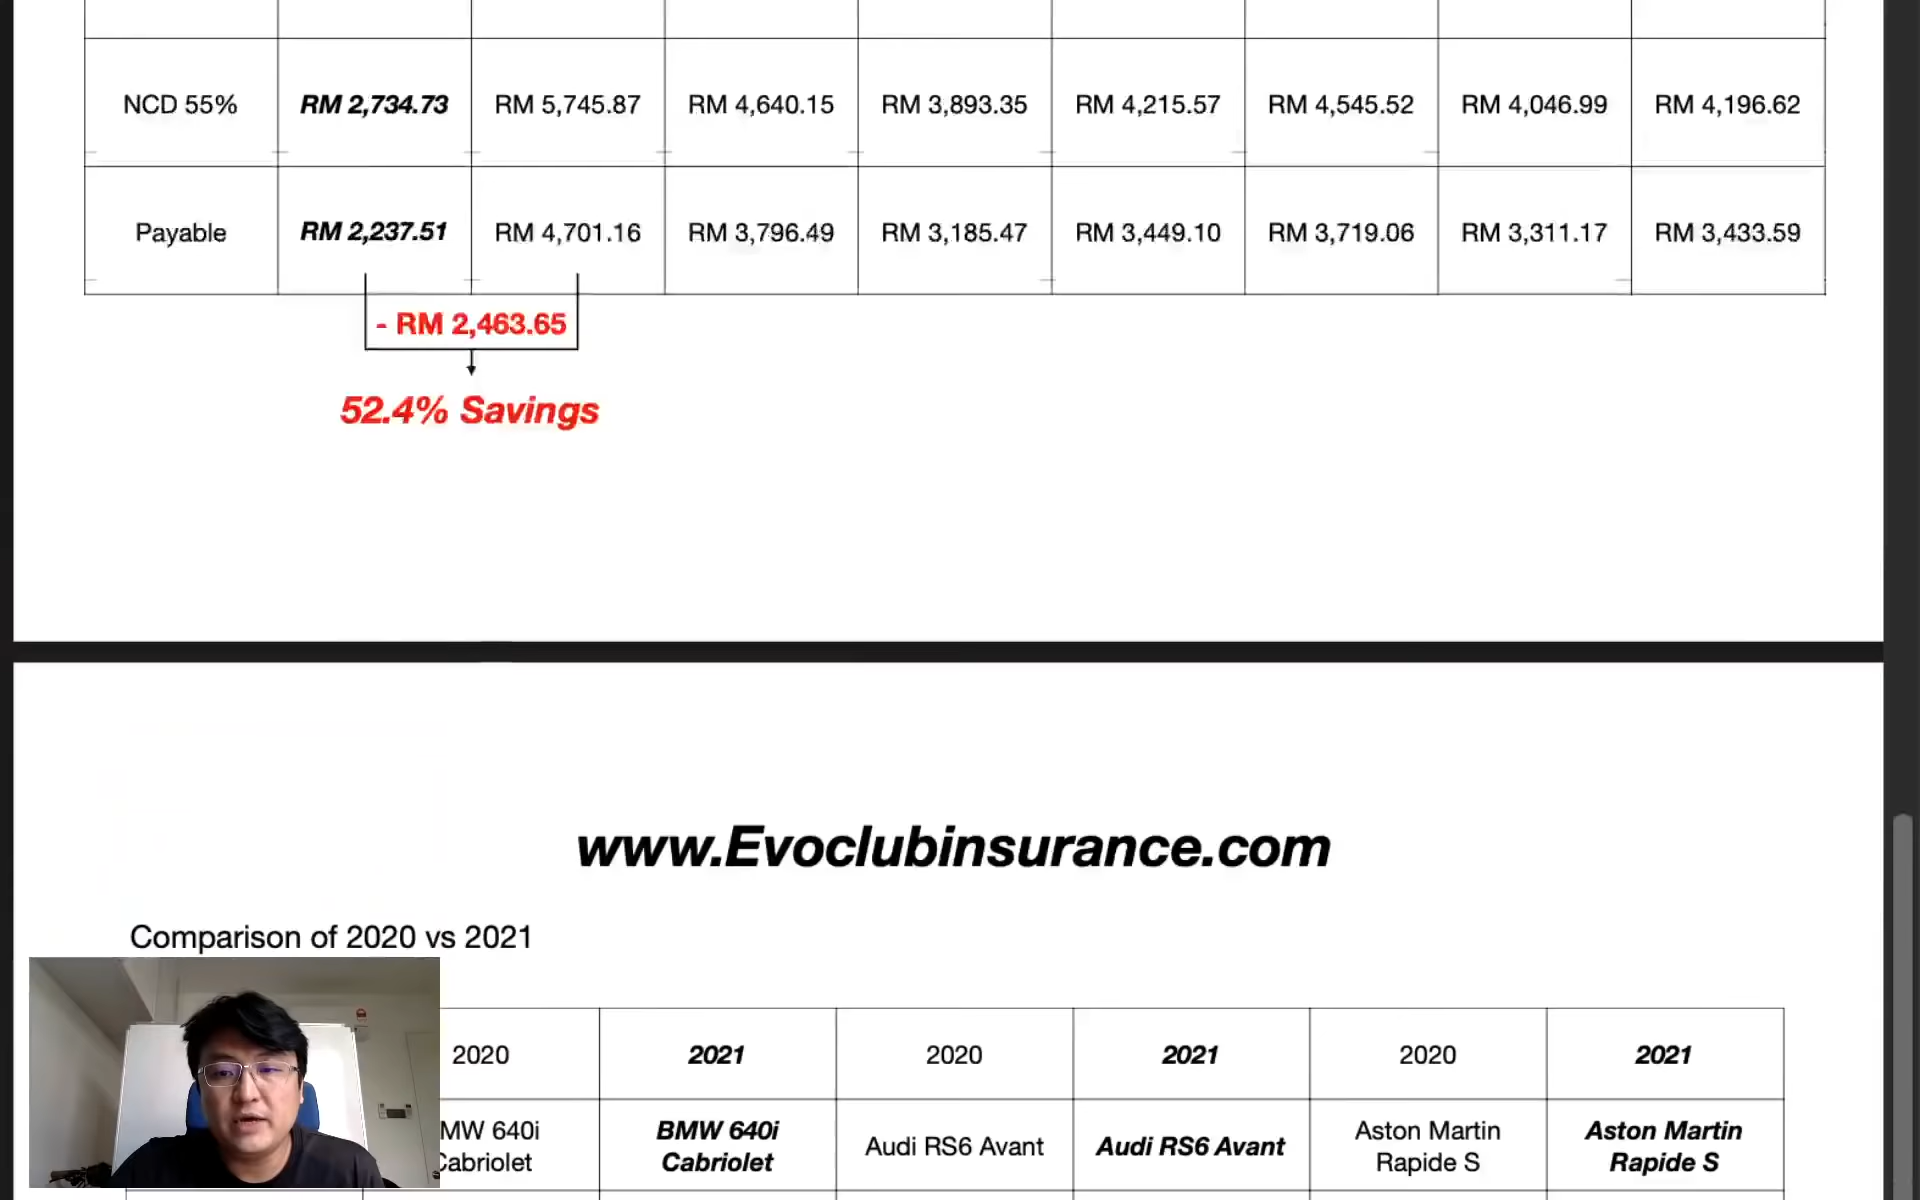 NCD 55% RM 2,734.73 RM 5,745.87 RM 4,640.15 RM 3,893.35 RM 4,215.57 RM 4,545.52 RM 4,046.99 RM 4,196.62
Payable RM 2,237.51 RM 4,701.16 RM 3,796.49 RM 3,185.47 RM 3,449.10 RM 3,719.06 RM 3,311.17 RM 3,433.59
- RM 2,463.65
52.4% Savings
www.Evoclubinsurance.com
Comparison of 2020 vs 2021
2020 2021 2020 2021 2020 2021
MW 640i Cabriolet BMW 640i Cabriolet Audi RS6 Avant Audi RS6 Avant Aston Martin Rapide S Aston Martin Rapide S